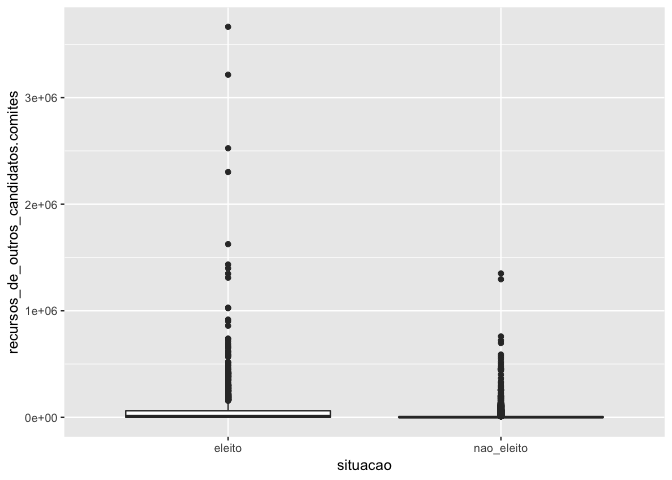 recursos_de_outros_candidatos.comites
3e+06
2e+06
1e+06
0e+00
eleito
nao_eleito
situacao